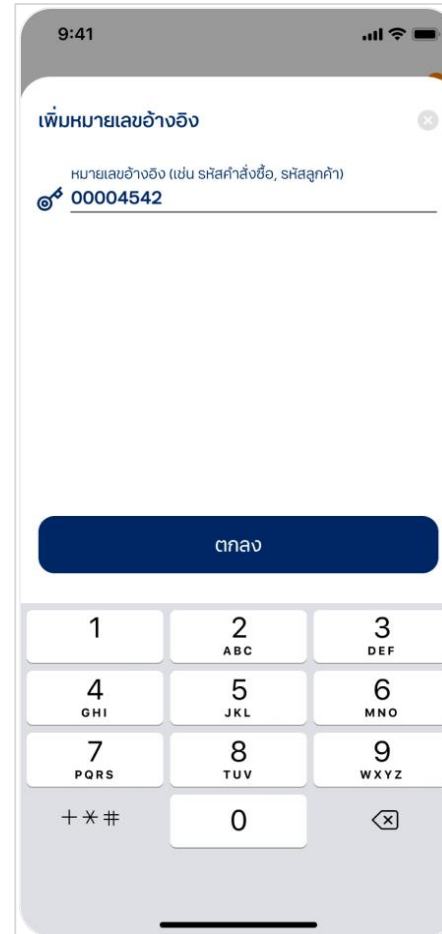 9:41
เพิ่มหมายเลขอ้างอิง
หมายเลขอ้างอิง (เช่น รหัสคำสั่งซื้อ, รหัสลูกค้า)
00004542
ตกลง
1
2
3
ABC
DEF
4
5
6
GHI
JKL
MNO
7
8
9
PQRS
TUV
WXYZ
+*#
0